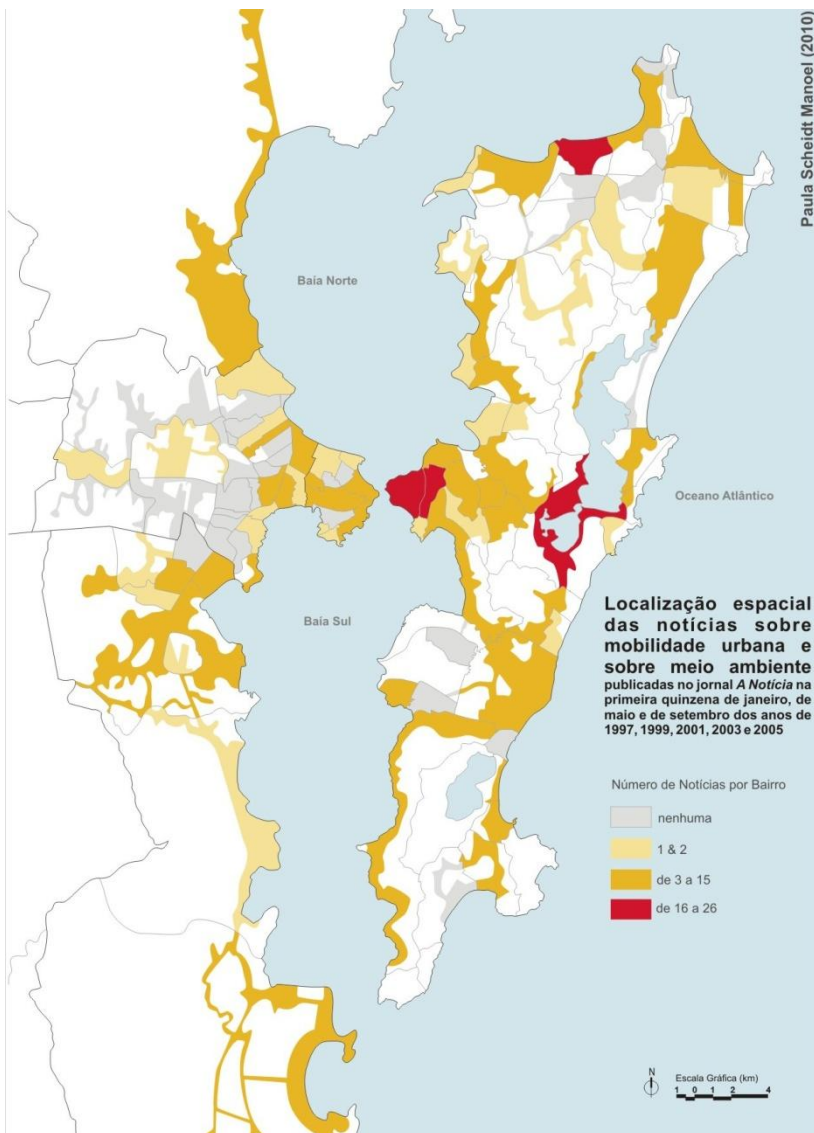 Paula Scheidt Manoel (2010)
Baía Norte
Oceano Atlântico
Baía Sul
Localização espacial
das notícias sobre
mobilidade urbana e
sobre meio ambiente
publicadas no jornal A Notícia na
primeira quinzena de janeiro, de
maio e de setembro dos anos de
1997, 1999, 2001, 2003 e 2005
Número de Notícias por Bairro
nenhuma
1 & 2
de 3 a 15
de 16 a 26
N
Escala Gráfica (km)
1 0 1 2 4